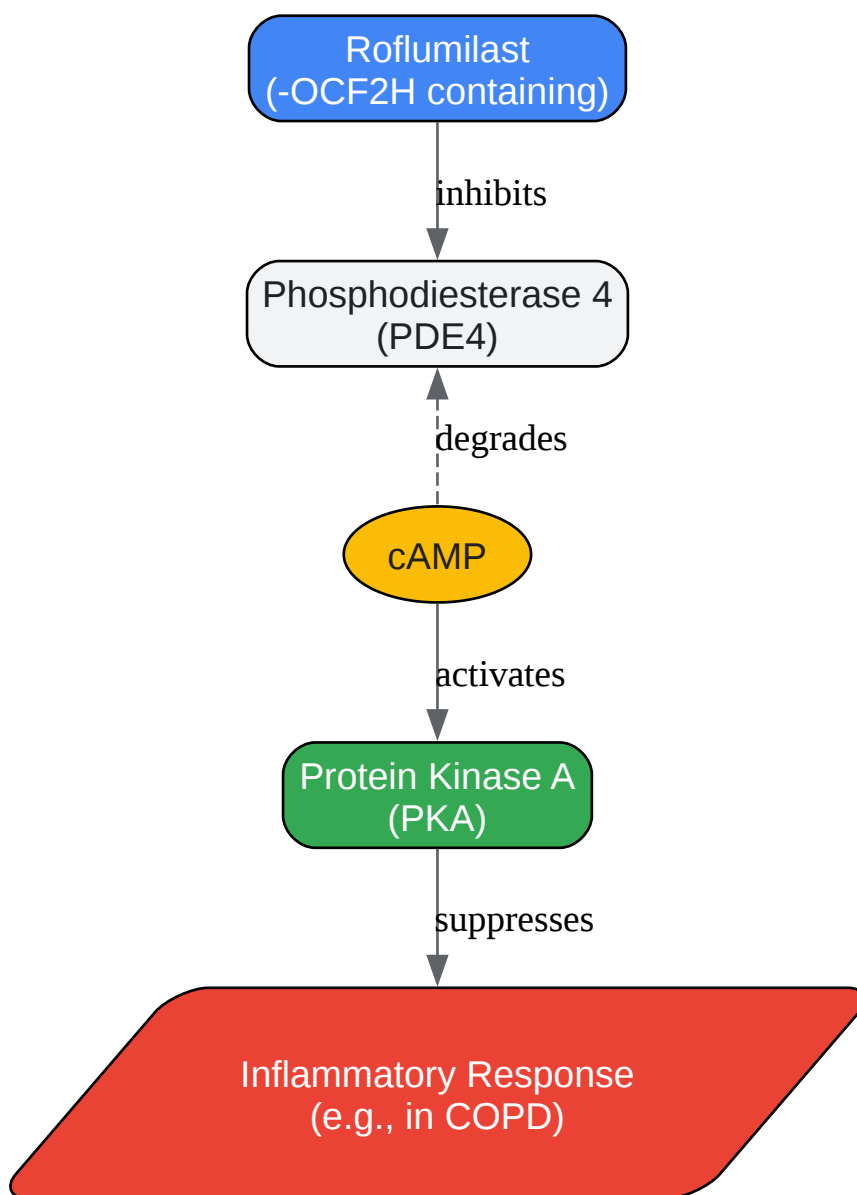 Roflumilast
(-OCF2H containing)
inhibits
Phosphodiesterase 4
(PDE4)
degrades
cAMP
activates
Protein Kinase A
(PKA)
suppresses
Inflammatory Response
(e.g., in COPD)